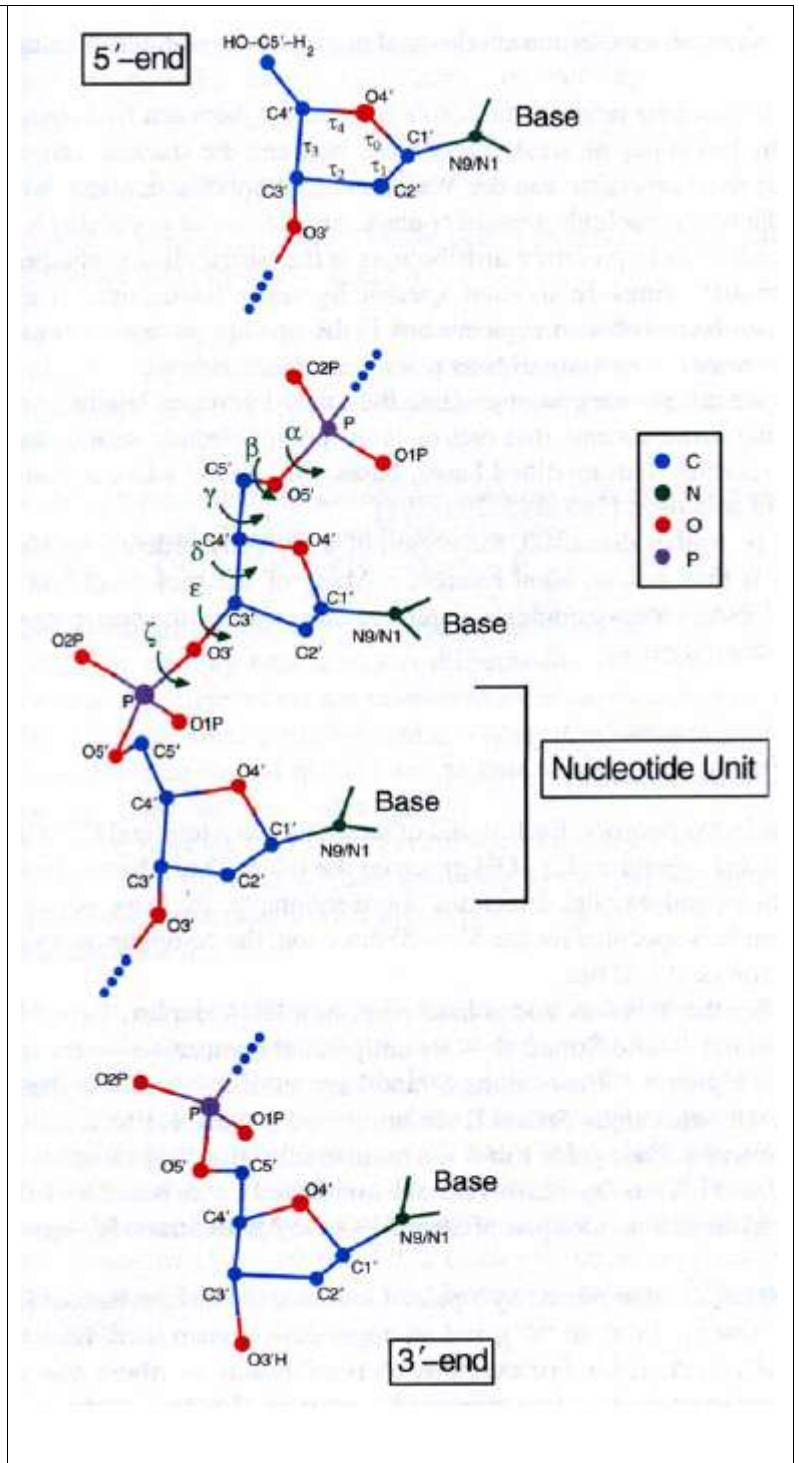 5′-end
HO–C5′–H2
C4′
O4′
τ4
τ0
C1′
Base
N9/N1
τ3
τ2
τ1
C3′
C2′
O3′
O2P
P
O1P
α
β
C5′
O5′
γ
C4′
O4′
δ
ε
C1′
C3′
C2′
N9/N1
Base
O3′
ζ
O2P
P
O1P
O5′
C5′
C
N
O
P
Nucleotide Unit
C4′
O4′
Base
C1′
N9/N1
C3′
C2′
O3′
O2P
P
O1P
O5′
C5′
Base
O4′
C4′
N9/N1
C1′
C3′
C2′
O3′H
3′-end